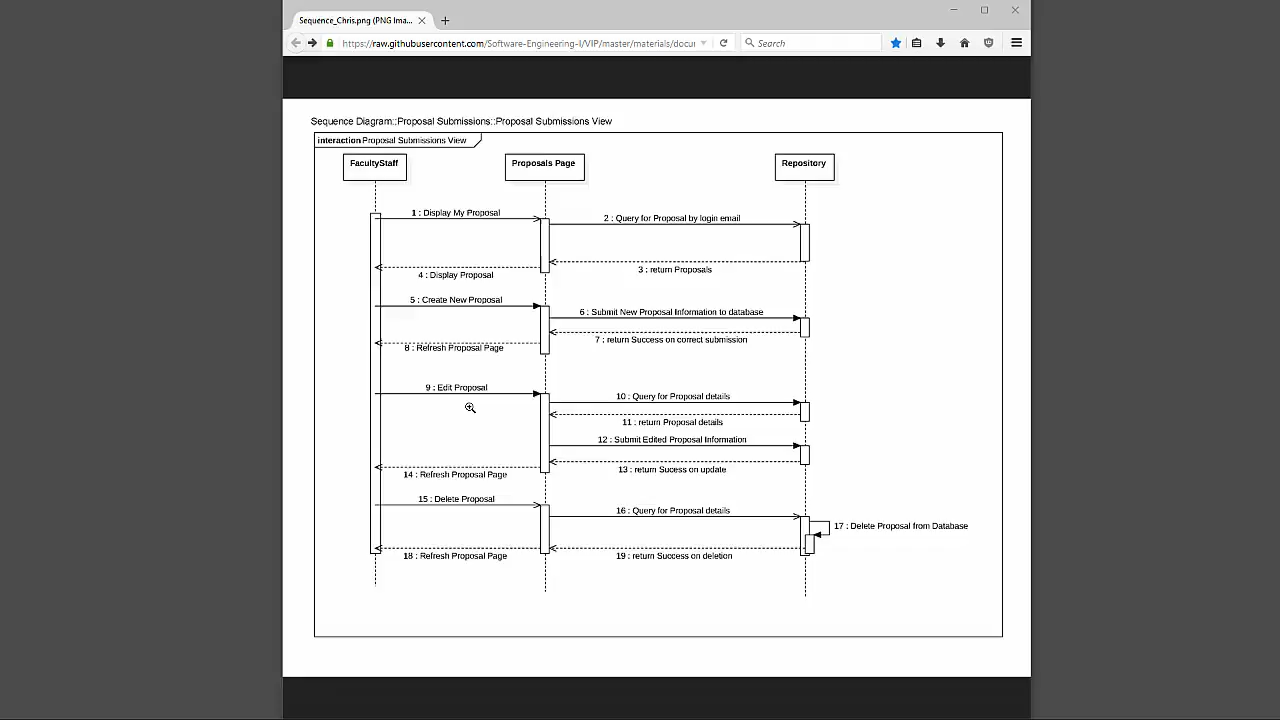 Sequence_Chris.png (PNG Ima...
https://raw.githubusercontent.com/Software-Engineering-I/VIP/master/materials/docu
Search
Sequence Diagram::Proposal Submissions::Proposal Submissions View
interaction Proposal Submissions View
FacultyStaff
Proposals Page
Repository
1 : Display My Proposal
2 : Query for Proposal by login email
3 : return Proposals
4 : Display Proposal
5 : Create New Proposal
6 : Submit New Proposal Information to database
7 : return Success on correct submission
8 : Refresh Proposal Page
9 : Edit Proposal
10 : Query for Proposal details
11 : return Proposal details
12 : Submit Edited Proposal Information
13 : return Sucess on update
14 : Refresh Proposal Page
15 : Delete Proposal
16 : Query for Proposal details
17 : Delete Proposal from Database
18 : Refresh Proposal Page
19 : return Success on deletion